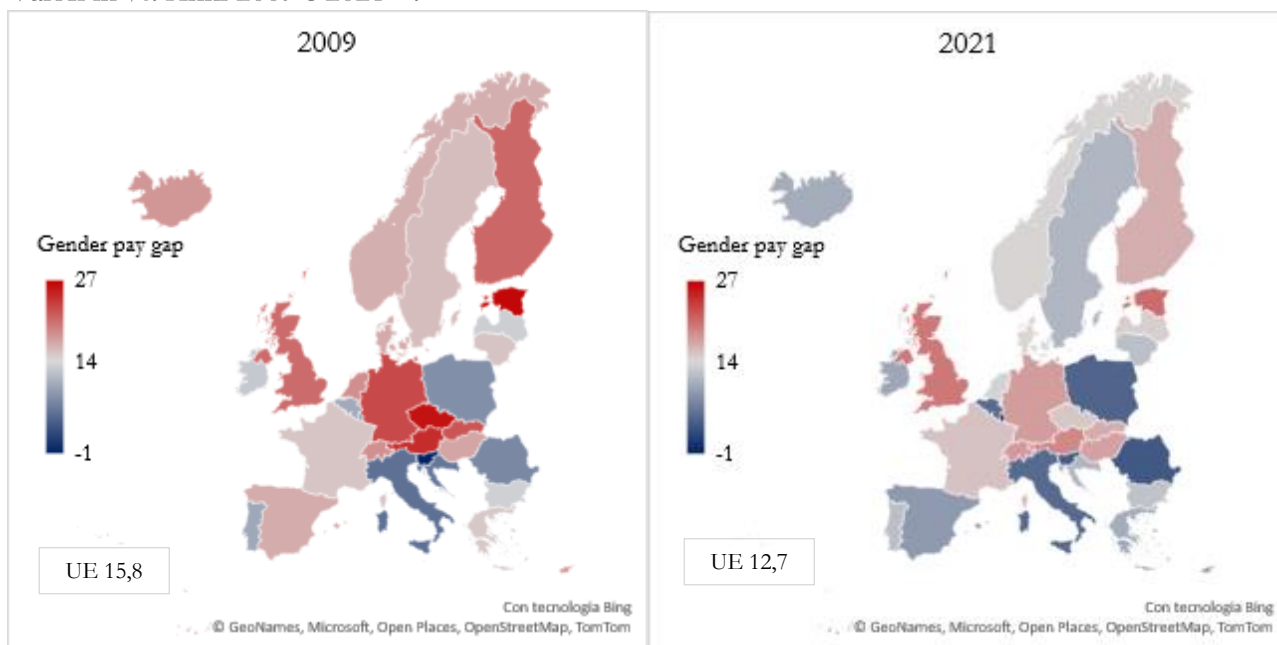 2009
Gender pay gap
27
14
-1
UE 15,8
Con tecnologia Bing
© GeoNames, Microsoft, Open Places, OpenStreetMap, TomTom
2021
Gender pay gap
27
14
-1
UE 12,7
Con tecnologia Bing
© GeoNames, Microsoft, Open Places, OpenStreetMap, TomTom